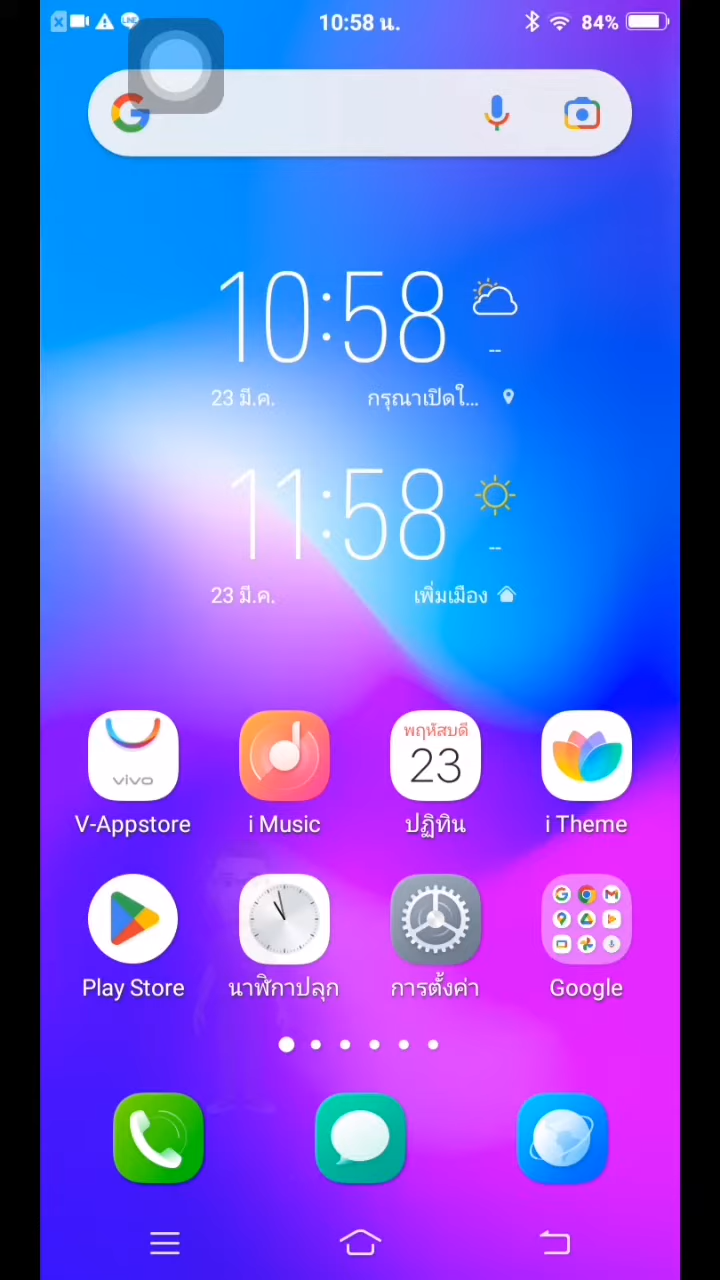 10:58 น.
84%
10:58
--
23 มี.ค.
กรุณาเปิดใ...
11:58
--
23 มี.ค.
เพิ่มเมือง
vivo
พฤหัสบดี
23
V-Appstore
i Music
ปฏิทิน
i Theme
Play Store
นาฬิกาปลุก
การตั้งค่า
Google